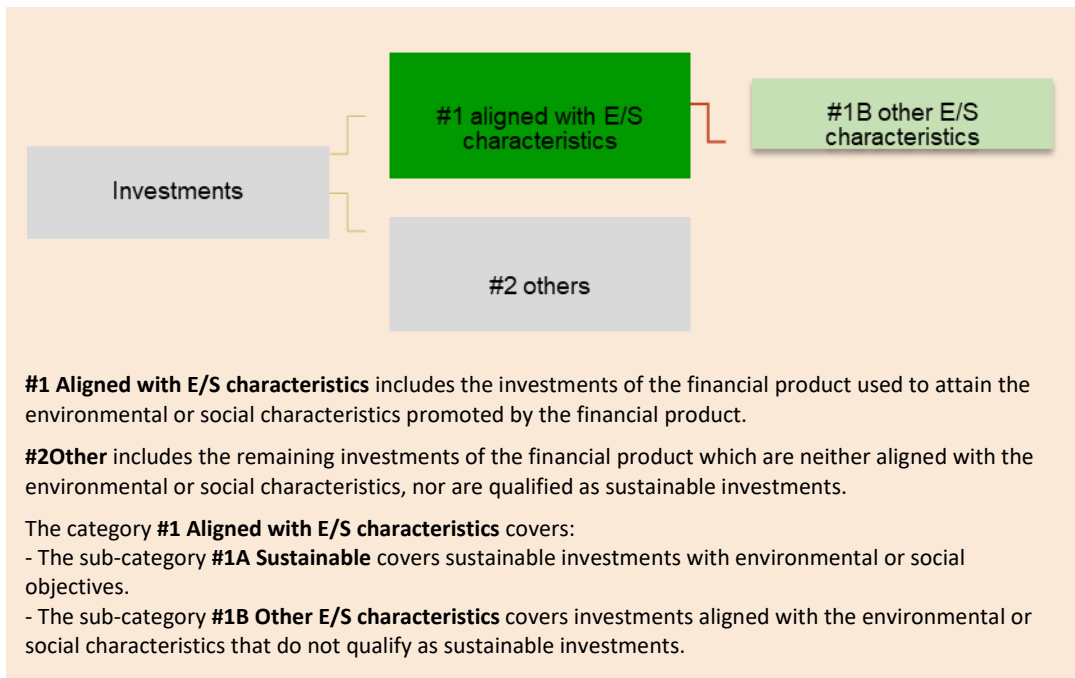 #1 aligned with E/S
characteristics
#1B other E/S
characteristics
Investments
#2 others
#1 Aligned with E/S characteristics includes the investments of the financial product used to attain the
environmental or social characteristics promoted by the financial product.
#2Other includes the remaining investments of the financial product which are neither aligned with the
environmental or social characteristics, nor are qualified as sustainable investments.
The category #1 Aligned with E/S characteristics covers:
- The sub-category #1A Sustainable covers sustainable investments with environmental or social
objectives.
- The sub-category #1B Other E/S characteristics covers investments aligned with the environmental or
social characteristics that do not qualify as sustainable investments.